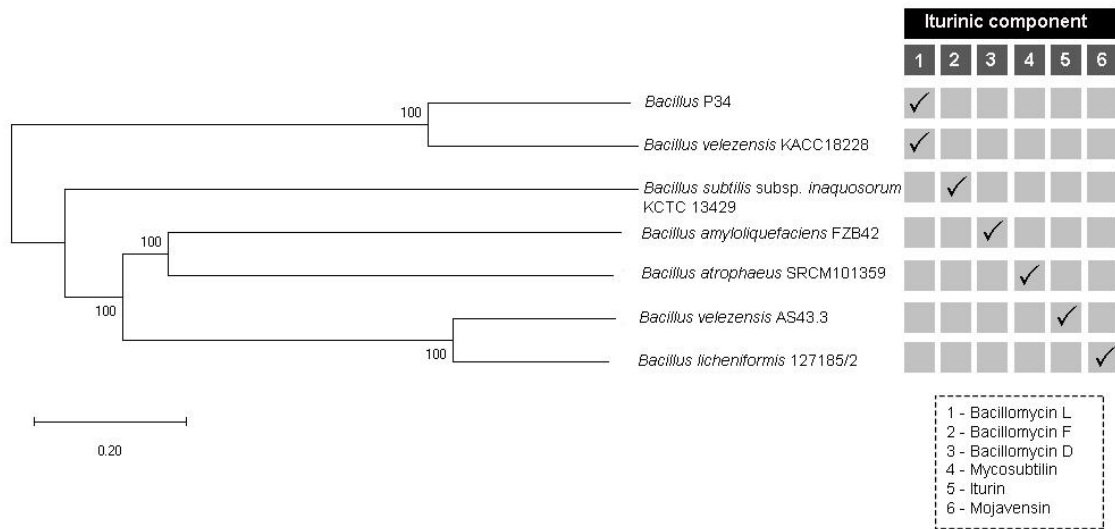 Iturinic component
1 2 3 4 5 6
100
Bacillus P34
Bacillus velezensis KACC18228
Bacillus subtilis subsp. inaquosorum
KCTC 13429
100
Bacillus amyloliquefaciens FZB42
Bacillus atrophaeus SRCM101359
100
Bacillus velezensis AS43.3
100
Bacillus licheniformis 127185/2
0.20
1 - Bacillomycin L
2 - Bacillomycin F
3 - Bacillomycin D
4 - Mycosubtilin
5 - Iturin
6 - Mojavensin